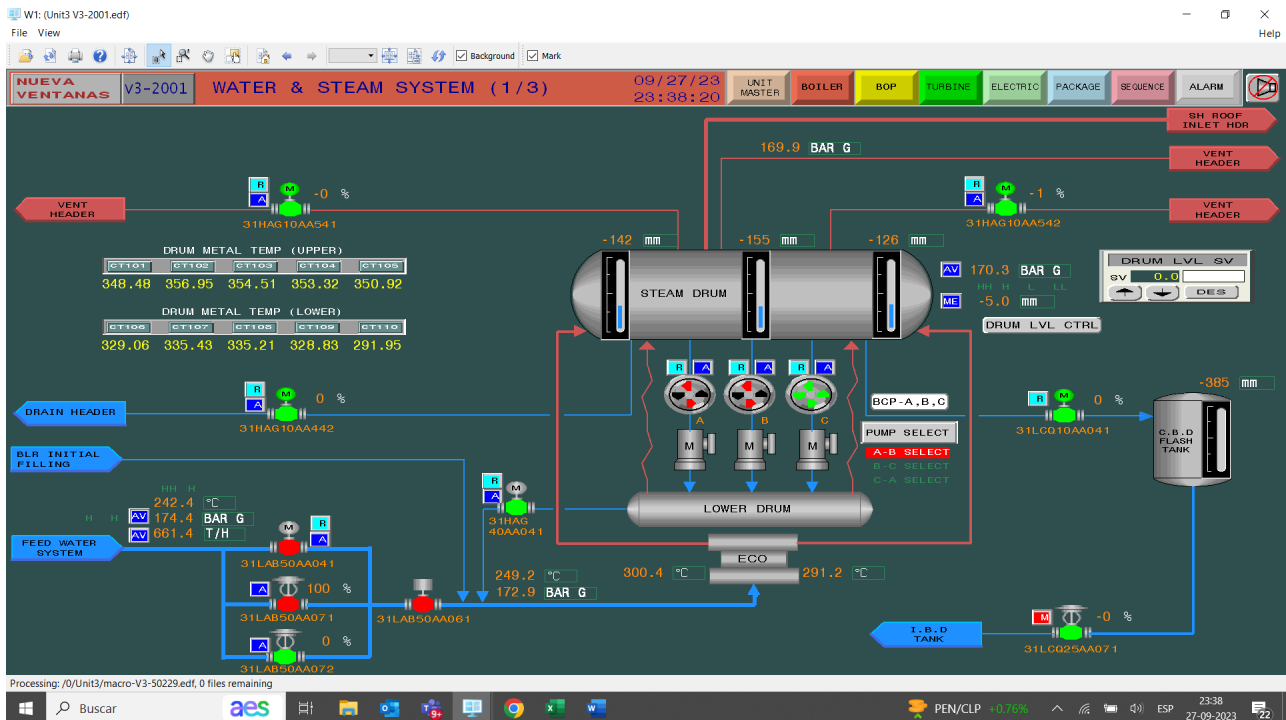 W1: (Unit3 V3-2001.edf)
File View
Help
Background Mark
NUEVA VENTANAS
V3-2001
WATER & STEAM SYSTEM (1/3)
09/27/23
23:38:20
UNIT MASTER
BOILER
BOP
TURBINE
ELECTRIC
PACKAGE
SEQUENCE
ALARM
SH ROOF
INLET HDR
169.9 BAR G
VENT
HEADER
R
A
M
-0 %
31HAG10AA541
VENT
HEADER
R
A
M
-1 %
31HAG10AA542
VENT
HEADER
-142 mm
-155 mm
-126 mm
DRUM METAL TEMP (UPPER)
CT101 CT102 CT103 CT104 CT105
348.48 356.95 354.51 353.32 350.92
DRUM METAL TEMP (LOWER)
CT106 CT107 CT108 CT109 CT110
329.06 335.43 335.21 328.83 291.95
STEAM DRUM
AV 170.3 BAR G
HH H L LL
ME -5.0 mm
DRUM LVL SV
SV 0.0
DES
DRUM LVL CTRL
R A R A R A
A B C
M M M
BCP-A,B,C
PUMP SELECT
A-B SELECT
B-C SELECT
C-A SELECT
DRAIN HEADER
R
A
M
0 %
31HAG10AA442
R
M
0 %
31LCQ10AA041
-385 mm
C.B.D
FLASH
TANK
BLR INITIAL
FILLING
R
A
M
31HAG
40AA041
LOWER DRUM
HH H
242.4 °C
H H AV 174.4 BAR G
AV 661.4 T/H
FEED WATER
SYSTEM
M
R
A
31LAB50AA041
A
100 %
31LAB50AA071
A
0 %
31LAB50AA072
31LAB50AA061
249.2 °C
172.9 BAR G
300.4 °C
ECO
291.2 °C
I.B.D
TANK
M
-0 %
31LCQ25AA071
Processing: /0/Unit3/macro-V3-50229.edf, 0 files remaining
Buscar
aes
9+
PEN/CLP +0.76%
ESP
23:38
27-09-2023
22